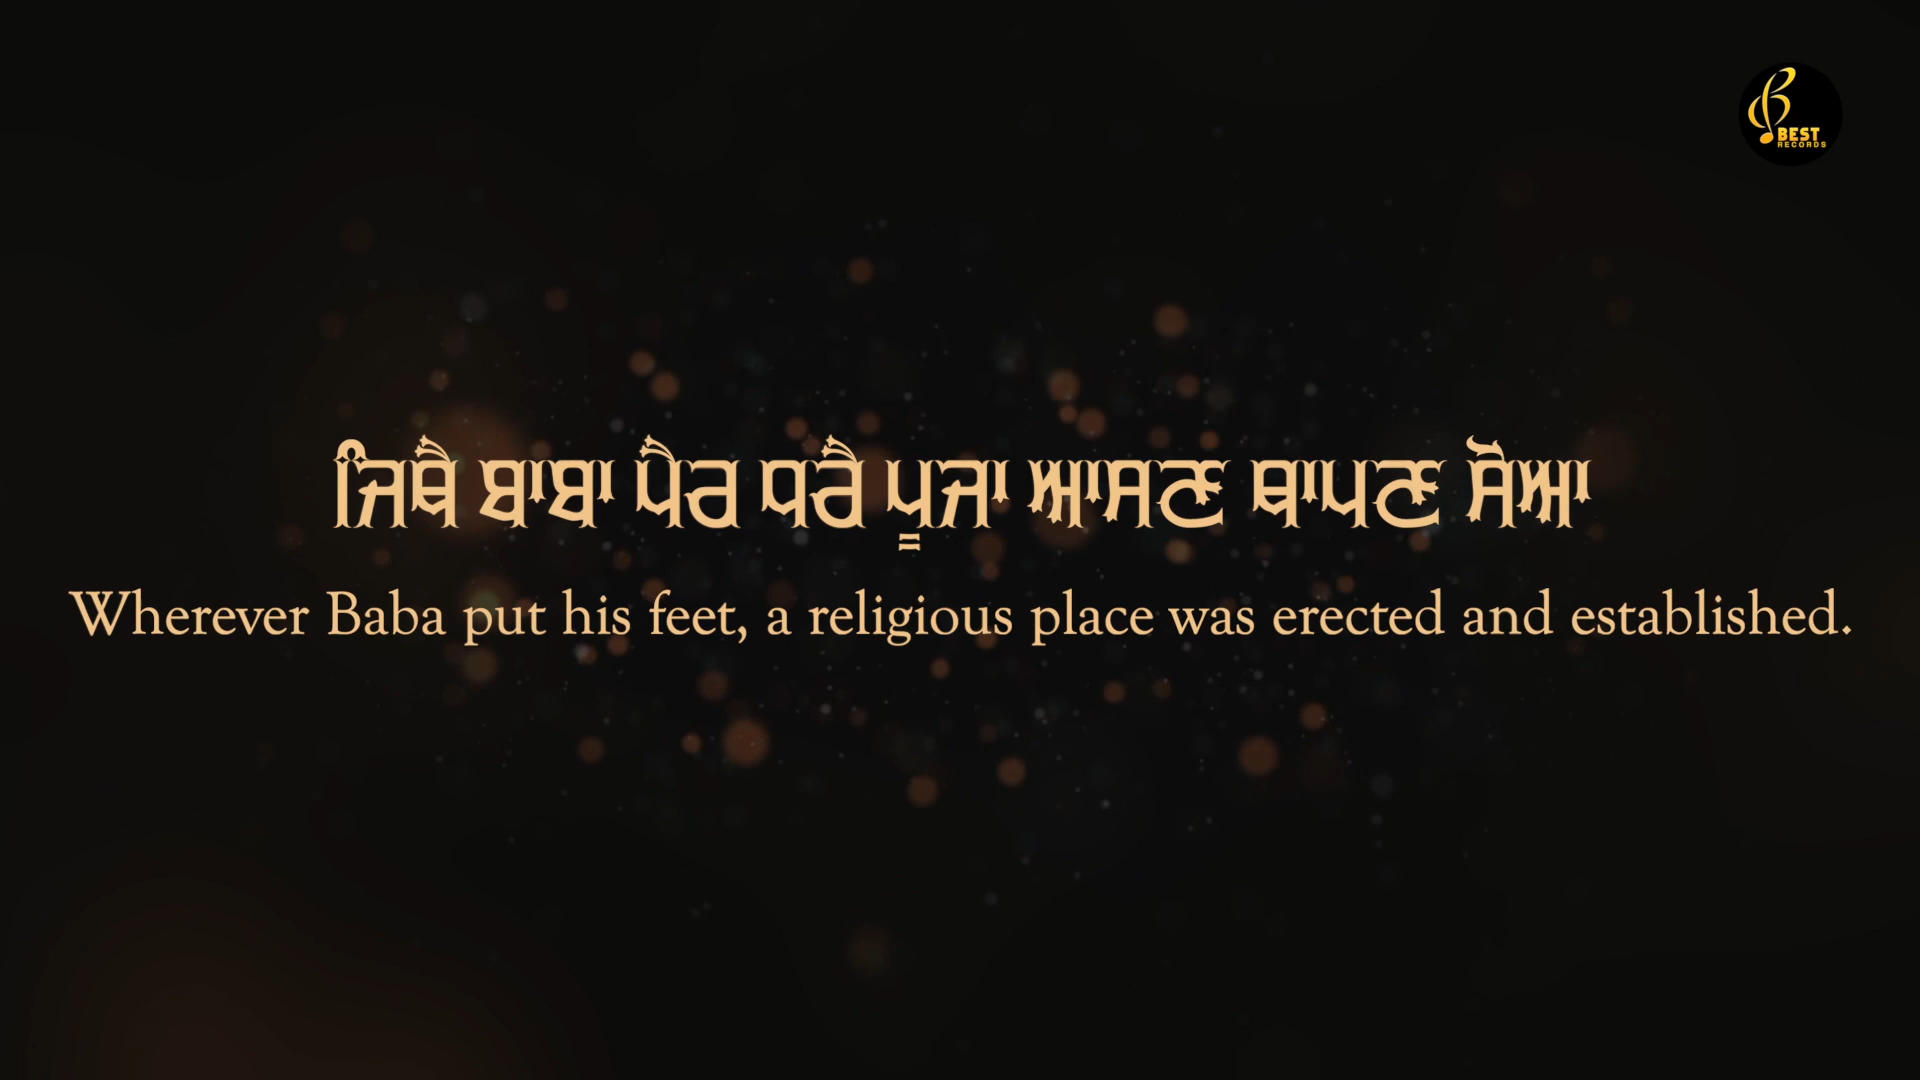 BEST
RECORDS
ਜਿਥੈ ਬਾਬਾ ਪੈਰ ਧਰੈ ਪੂਜਾ ਆਸਣ ਥਾਪਣ ਸੋਆ
Wherever Baba put his feet, a religious place was erected and established.